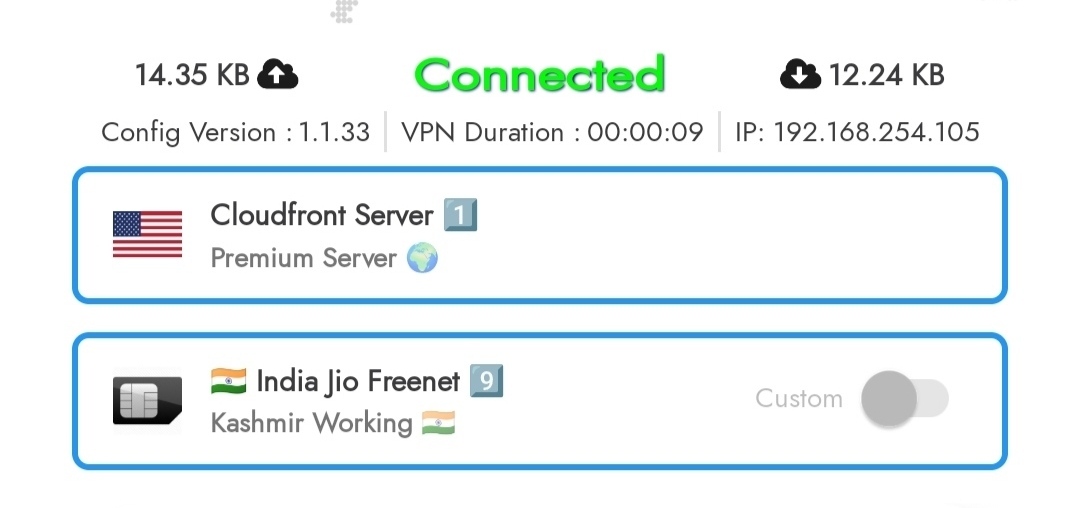 14.35 KB Connected 12.24 KB
Config Version : 1.1.33 VPN Duration : 00:00:09 IP: 192.168.254.105
Cloudfront Server 1️⃣
Premium Server 🌍
🇮🇳 India Jio Freenet 9️⃣
Kashmir Working 🇮🇳
Custom